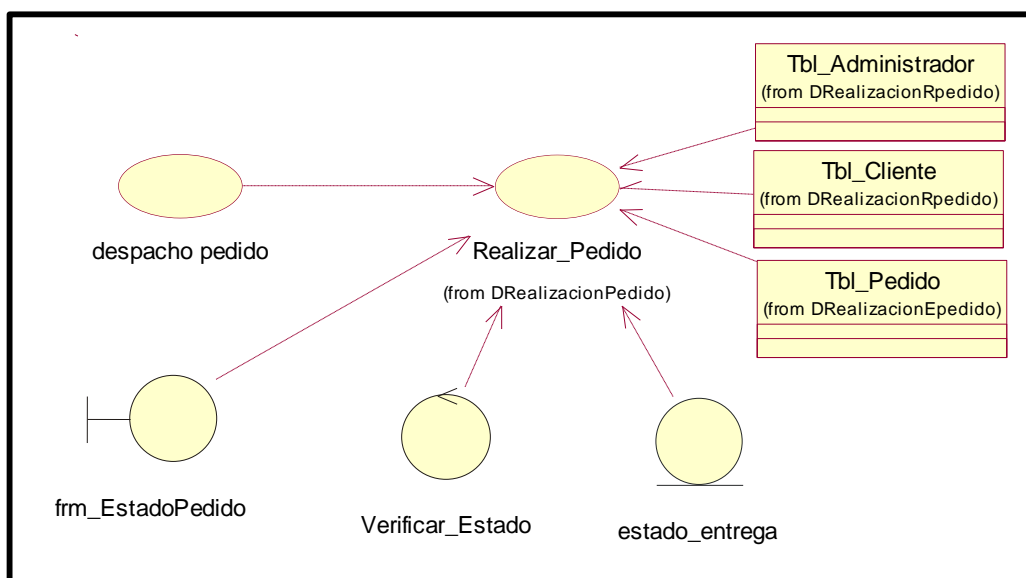 Tbl_Administrador
(from DRealizacionRpedido)
Tbl_Cliente
(from DRealizacionRpedido)
Tbl_Pedido
(from DRealizacionEpedido)
despacho pedido
Realizar_Pedido
(from DRealizacionPedido)
frm_EstadoPedido
Verificar_Estado
estado_entrega